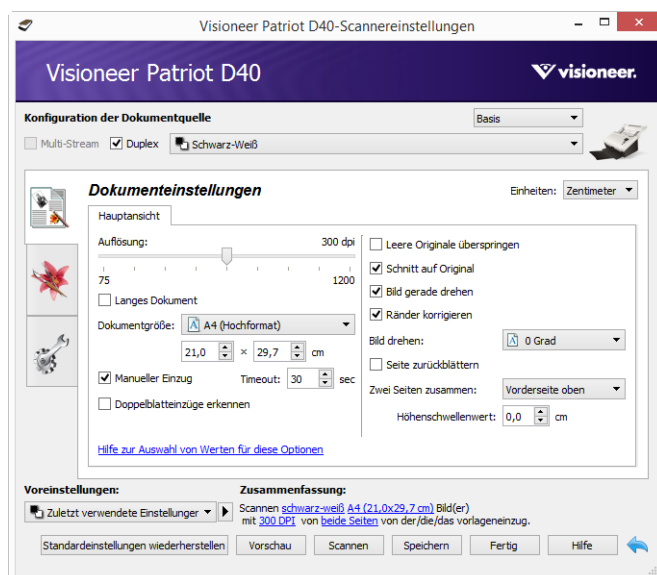 Visioneer Patriot D40-Scannereinstellungen
Visioneer Patriot D40
visioneer.
Konfiguration der Dokumentquelle
Basis
Multi-Stream
Duplex
Schwarz-Weiß
Dokumenteinstellungen
Einheiten: Zentimeter
Hauptansicht
Auflösung: 300 dpi
75 1200
Langes Dokument
Dokumentgröße: A4 (Hochformat)
21,0 × 29,7 cm
Manueller Einzug Timeout: 30 sec
Doppelblatteinzüge erkennen
Hilfe zur Auswahl von Werten für diese Optionen
Leere Originale überspringen
Schnitt auf Original
Bild gerade drehen
Ränder korrigieren
Bild drehen: 0 Grad
Seite zurückblättern
Zwei Seiten zusammen: Vorderseite oben
Höhenschwellenwert: 0,0 cm
Voreinstellungen:
Zuletzt verwendete Einstellunger
Zusammenfassung:
Scannen schwarz-weiß A4 (21,0x29,7 cm) Bild(er)
mit 300 DPI von beide Seiten von der/die/das vorlageneinzug.
Standardeinstellungen wiederherstellen Vorschau Scannen Speichern Fertig Hilfe